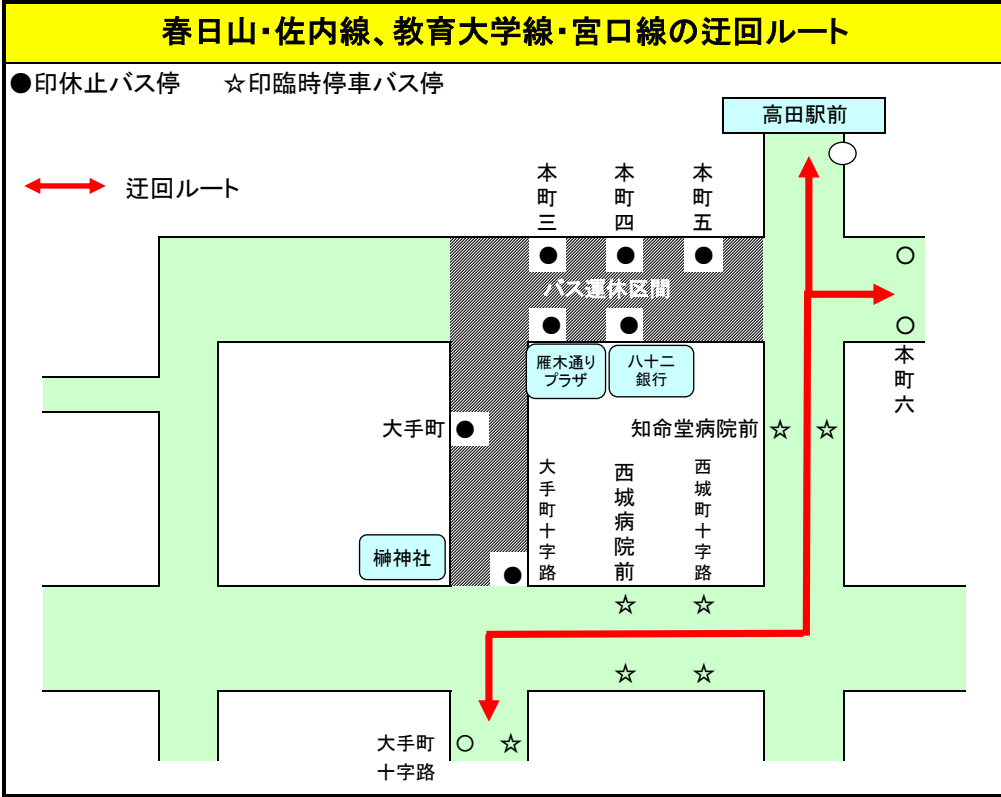 春日山・佐内線、教育大学線・宮口線の迂回ルート
●印休止バス停 ☆印臨時停車バス停
高田駅前
迂回ルート
本町三
本町四
本町五
バス運休区間
雁木通り
プラザ
八十二
銀行
本町六
大手町
知命堂病院前
大手町十字路
西城病院前
西城町十字路
榊神社
大手町
十字路